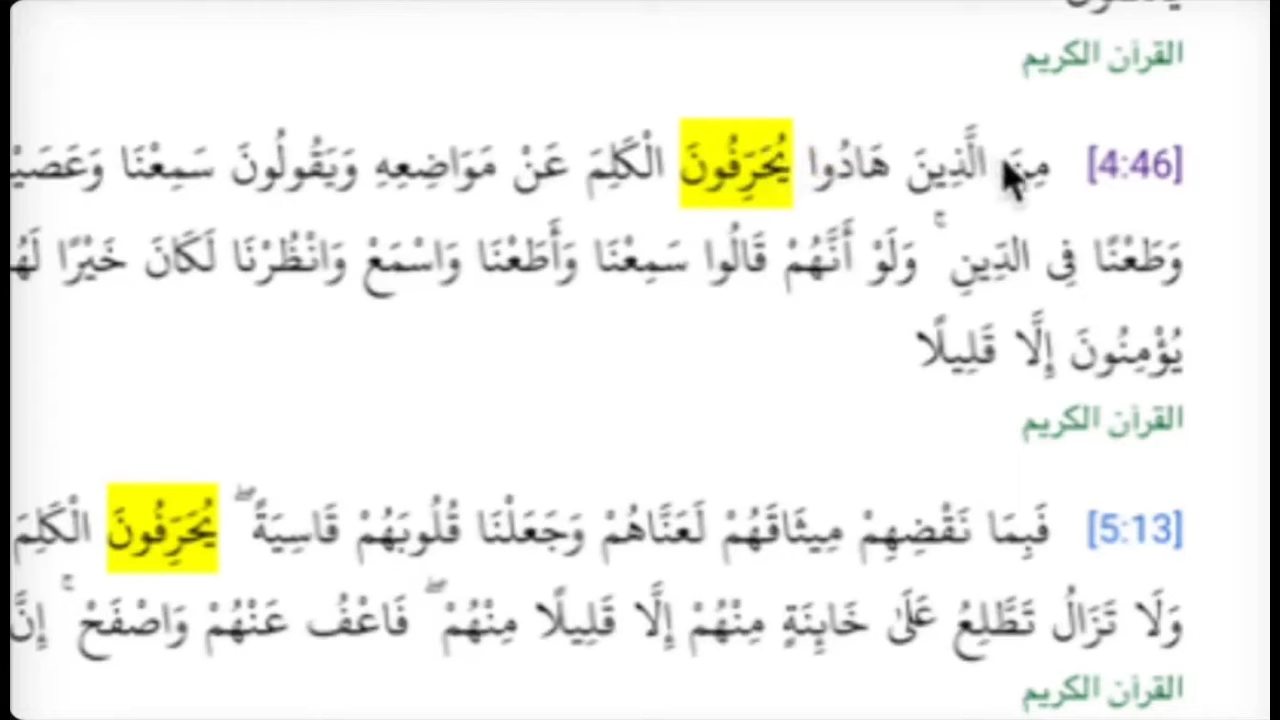 القرآن الكريم
[4:46] مِنَ الَّذِينَ هَادُوا يُحَرِّفُونَ الْكَلِمَ عَنْ مَوَاضِعِهِ وَيَقُولُونَ سَمِعْنَا
وَطَعْنًا فِى الدِّينِ ۚ وَلَوْ أَنَّهُمْ قَالُوا سَمِعْنَا وَأَطَعْنَا وَاسْمَعْ وَانْظُرْنَا لَكَانَ خَيْرًا
يُؤْمِنُونَ إِلَّا قَلِيلًا
القرآن الكريم
[5:13] فَبِمَا نَقْضِهِمْ مِيثَاقَهُمْ لَعَنَّاهُمْ وَجَعَلْنَا قُلُوبَهُمْ قَاسِيَةً ۖ يُحَرِّفُونَ الْكَلِمَ
وَلَا تَزَالُ تَطَّلِعُ عَلَىٰ خَائِنَةٍ مِنْهُمْ إِلَّا قَلِيلًا مِنْهُمْ ۖ فَاعْفُ عَنْهُمْ وَاصْفَحْ ۚ إِنَّ
القرآن الكريم